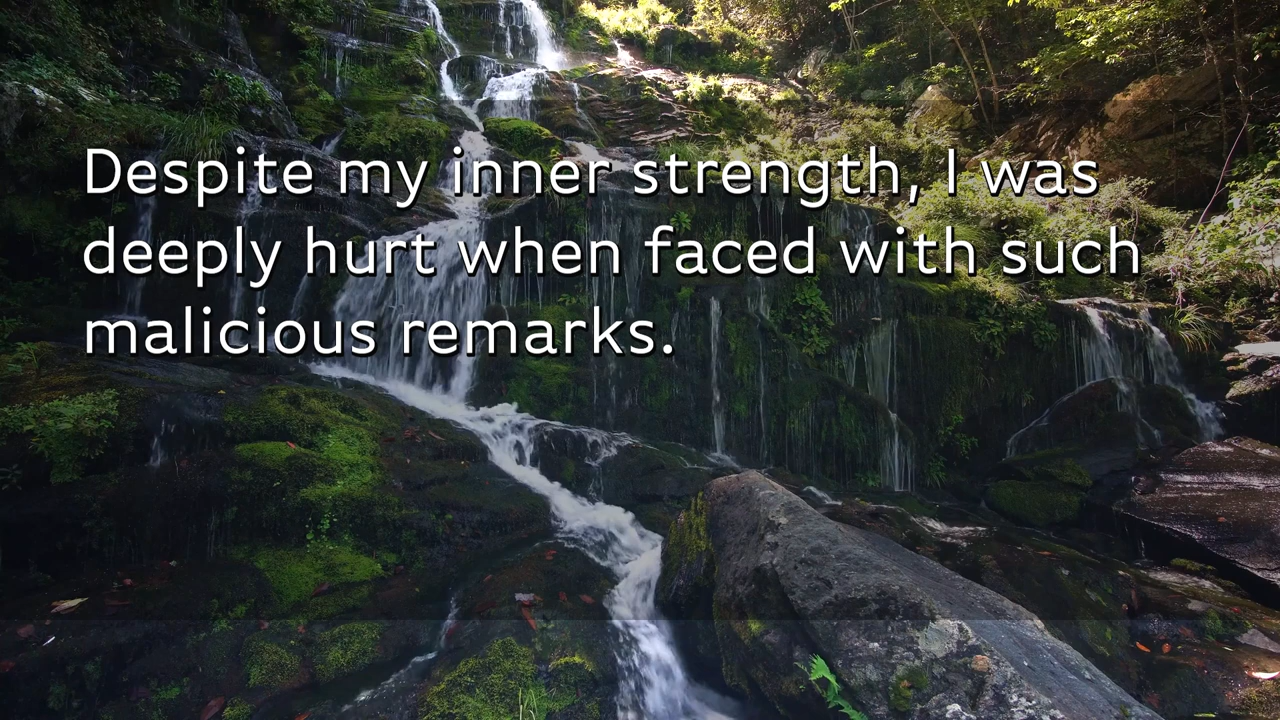 Despite my inner strength, I was
deeply hurt when faced with such
malicious remarks.